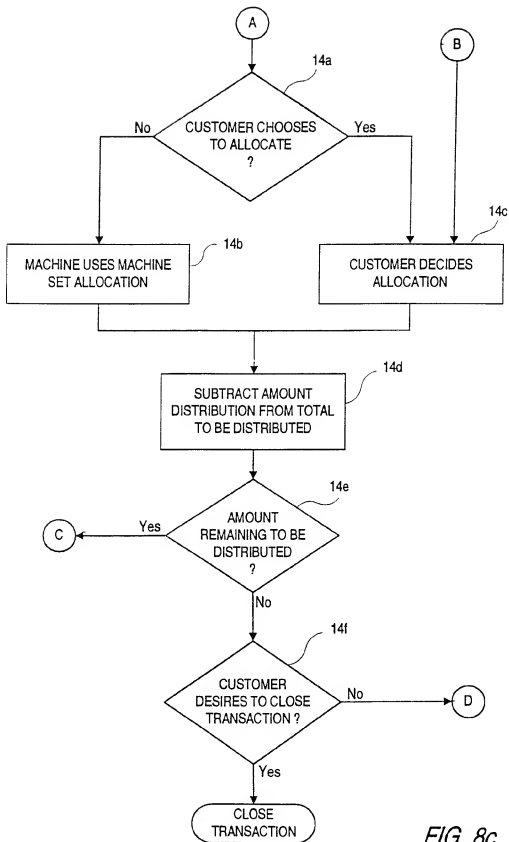 A
B
14a
CUSTOMER CHOOSES
TO ALLOCATE
?
No
Yes
14b
14c
MACHINE USES MACHINE
SET ALLOCATION
CUSTOMER DECIDES
ALLOCATION
14d
SUBTRACT AMOUNT
DISTRIBUTION FROM TOTAL
TO BE DISTRIBUTED
14e
AMOUNT
REMAINING TO BE
DISTRIBUTED
?
Yes
C
No
14f
CUSTOMER
DESIRES TO CLOSE
TRANSACTION ?
No
D
Yes
CLOSE
TRANSACTION
FIG. 8c